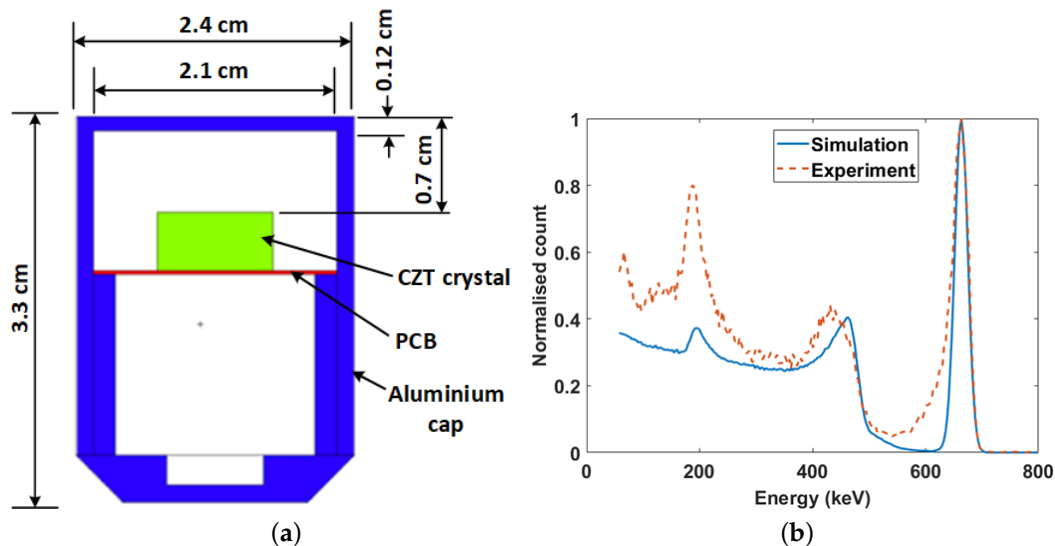 2.4 cm
2.1 cm
0.12 cm
0.7 cm
3.3 cm
CZT crystal
PCB
Aluminium
cap
(a)
Simulation
Experiment
Normalised count
1
0.8
0.6
0.4
0.2
0
0 200 400 600 800
Energy (keV)
(b)